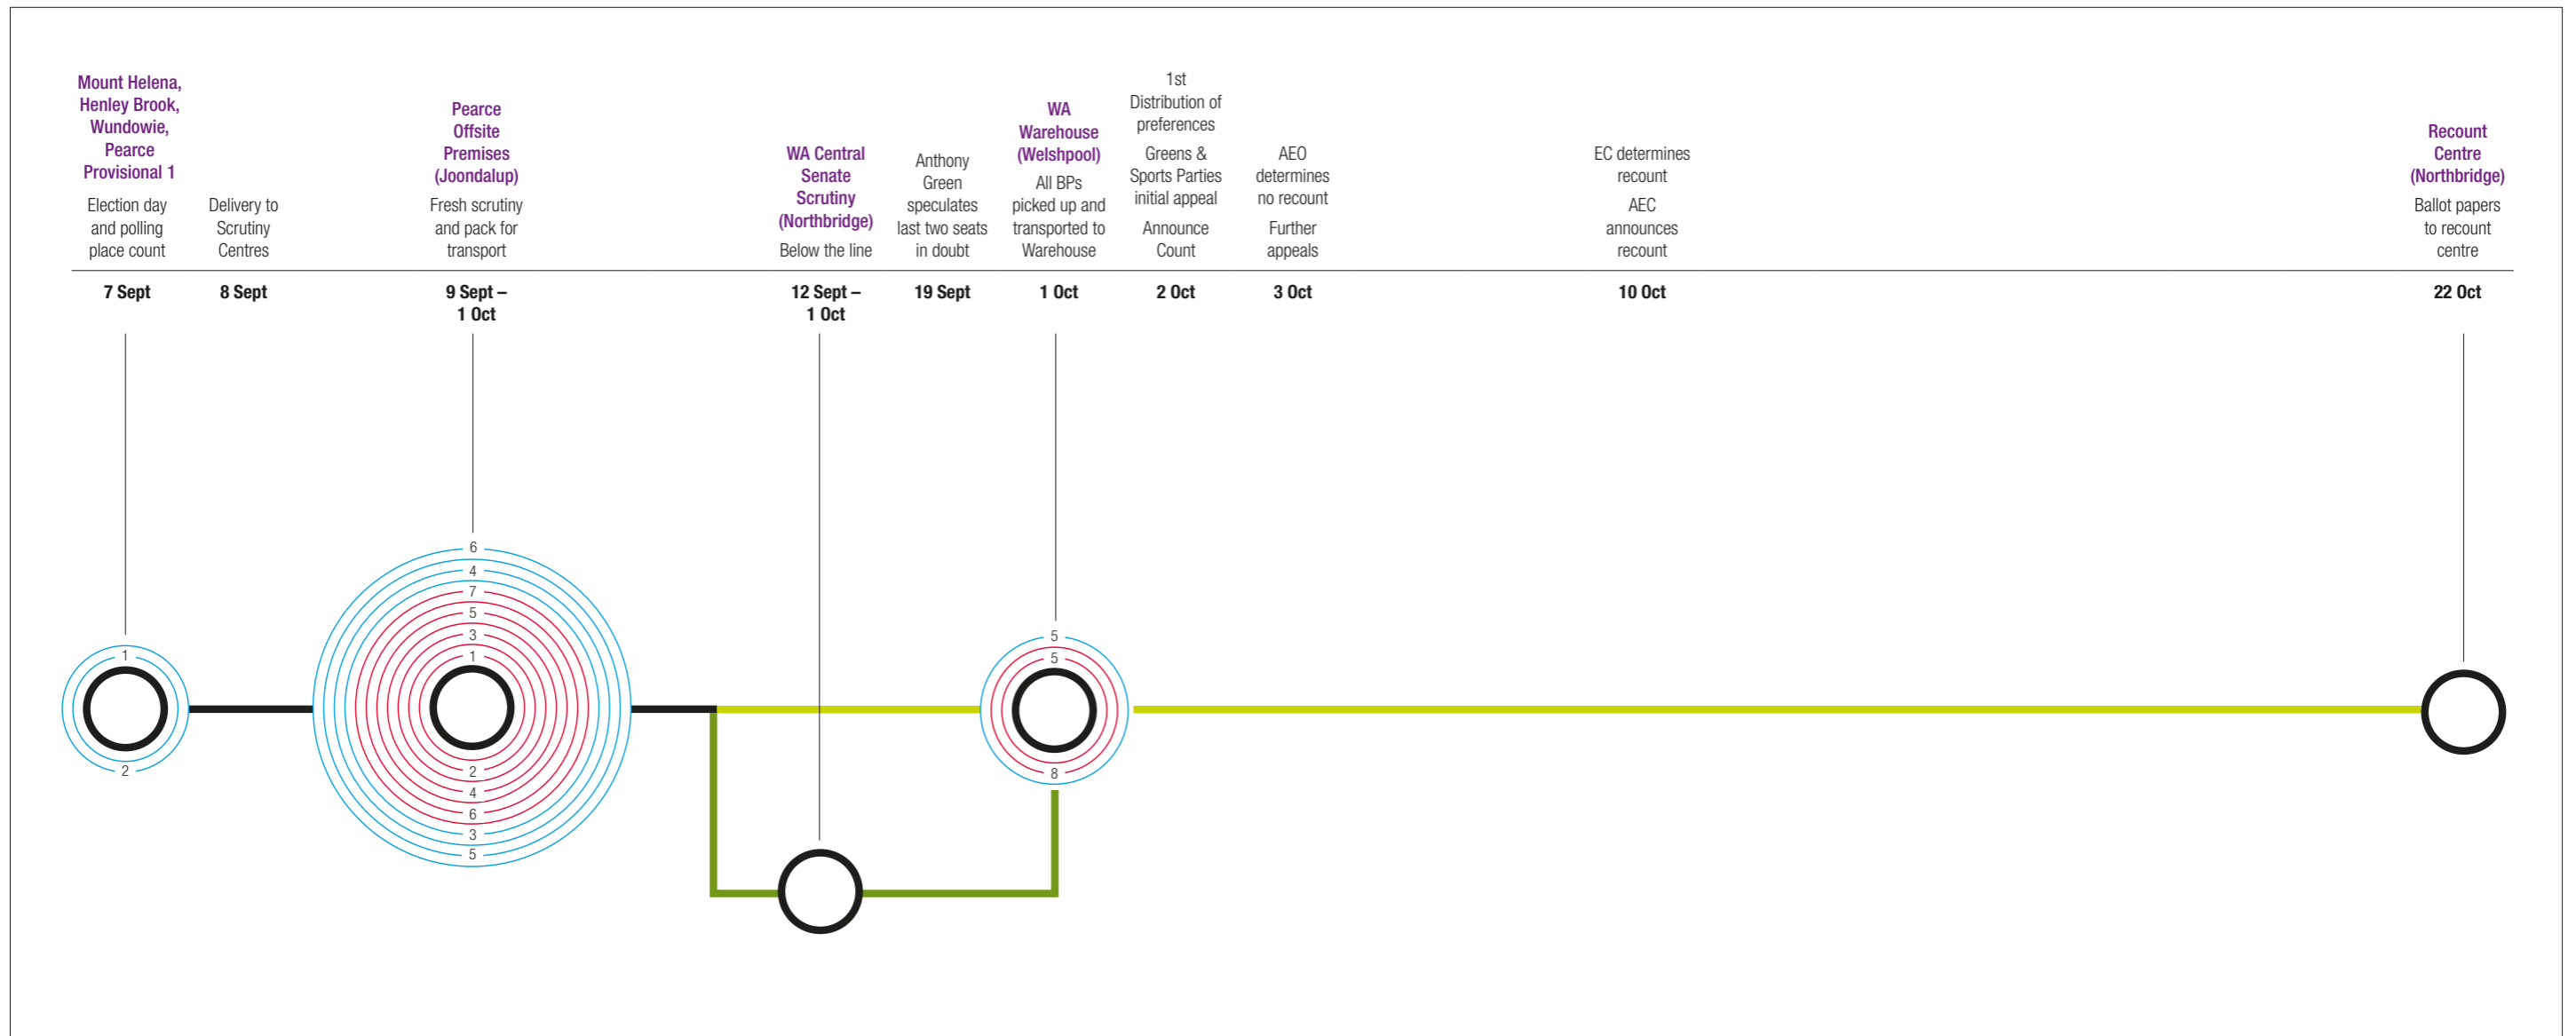 Mount Helena,
Henley Brook,
Wundowie,
Pearce
Provisional 1
Election day
and polling
place count
7 Sept
Delivery to
Scrutiny
Centres
8 Sept
Pearce
Offsite
Premises
(Joondalup)
Fresh scrutiny
and pack for
transport
9 Sept –
1 Oct
WA Central
Senate
Scrutiny
(Northbridge)
Below the line
12 Sept –
1 Oct
Anthony
Green
speculates
last two seats
in doubt
19 Sept
WA
Warehouse
(Welshpool)
All BPs
picked up and
transported to
Warehouse
1 Oct
1st
Distribution of
preferences
Greens &
Sports Parties
initial appeal
Announce
Count
2 Oct
AEO
determines
no recount
Further
appeals
3 Oct
EC determines
recount
AEC
announces
recount
10 Oct
Recount
Centre
(Northbridge)
Ballot papers
to recount
centre
22 Oct
1
2
6
4
7
5
3
1
2
4
6
3
5
5
5
8